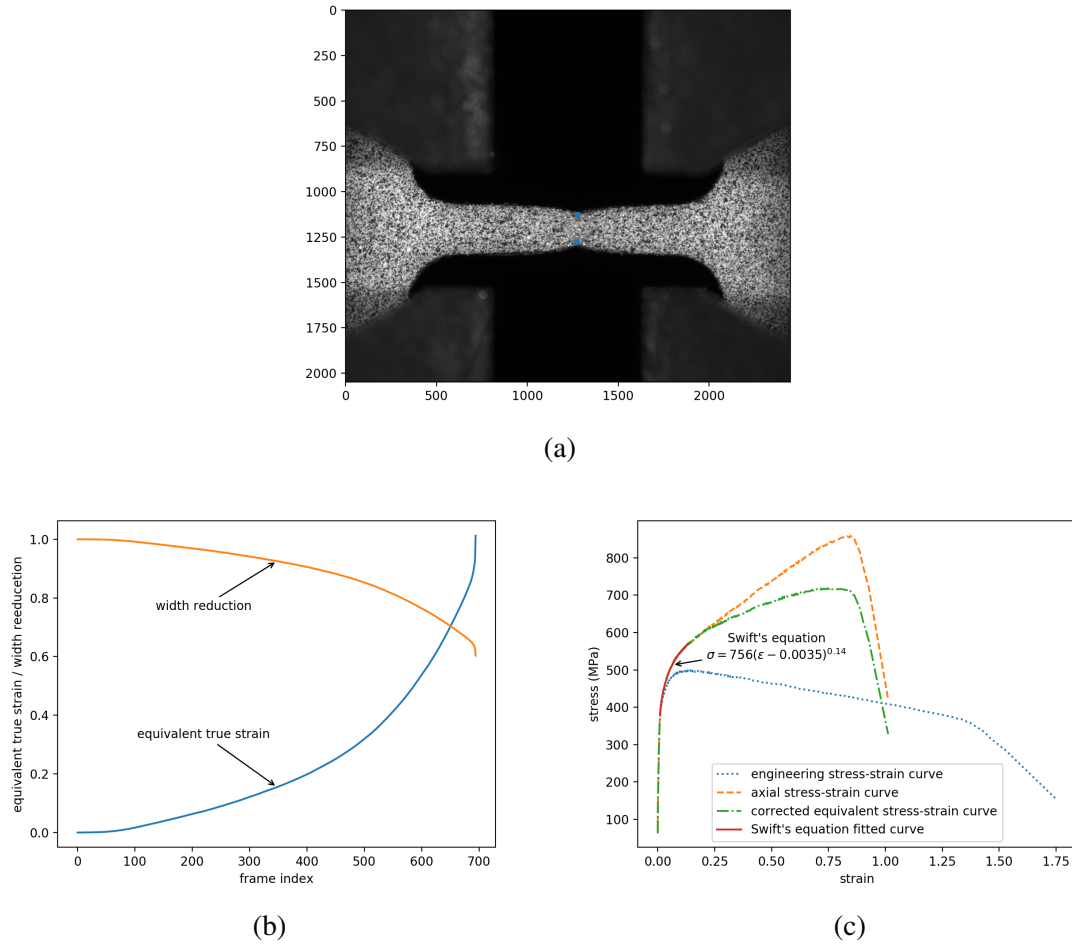 0
250
500
750
1000
1250
1500
1750
2000
0 500 1000 1500 2000
(a)
equivalent true strain / width reeducetion
1.0
0.8
0.6
0.4
0.2
0.0
width reduction
equivalent true strain
0 100 200 300 400 500 600 700
frame index
(b)
stress (MPa)
800
700
600
500
400
300
200
100
Swift's equation
σ = 756(ε − 0.0035)^0.14
engineering stress-strain curve
axial stress-strain curve
corrected equivalent stress-strain curve
Swift's equation fitted curve
0.00 0.25 0.50 0.75 1.00 1.25 1.50 1.75
strain
(c)